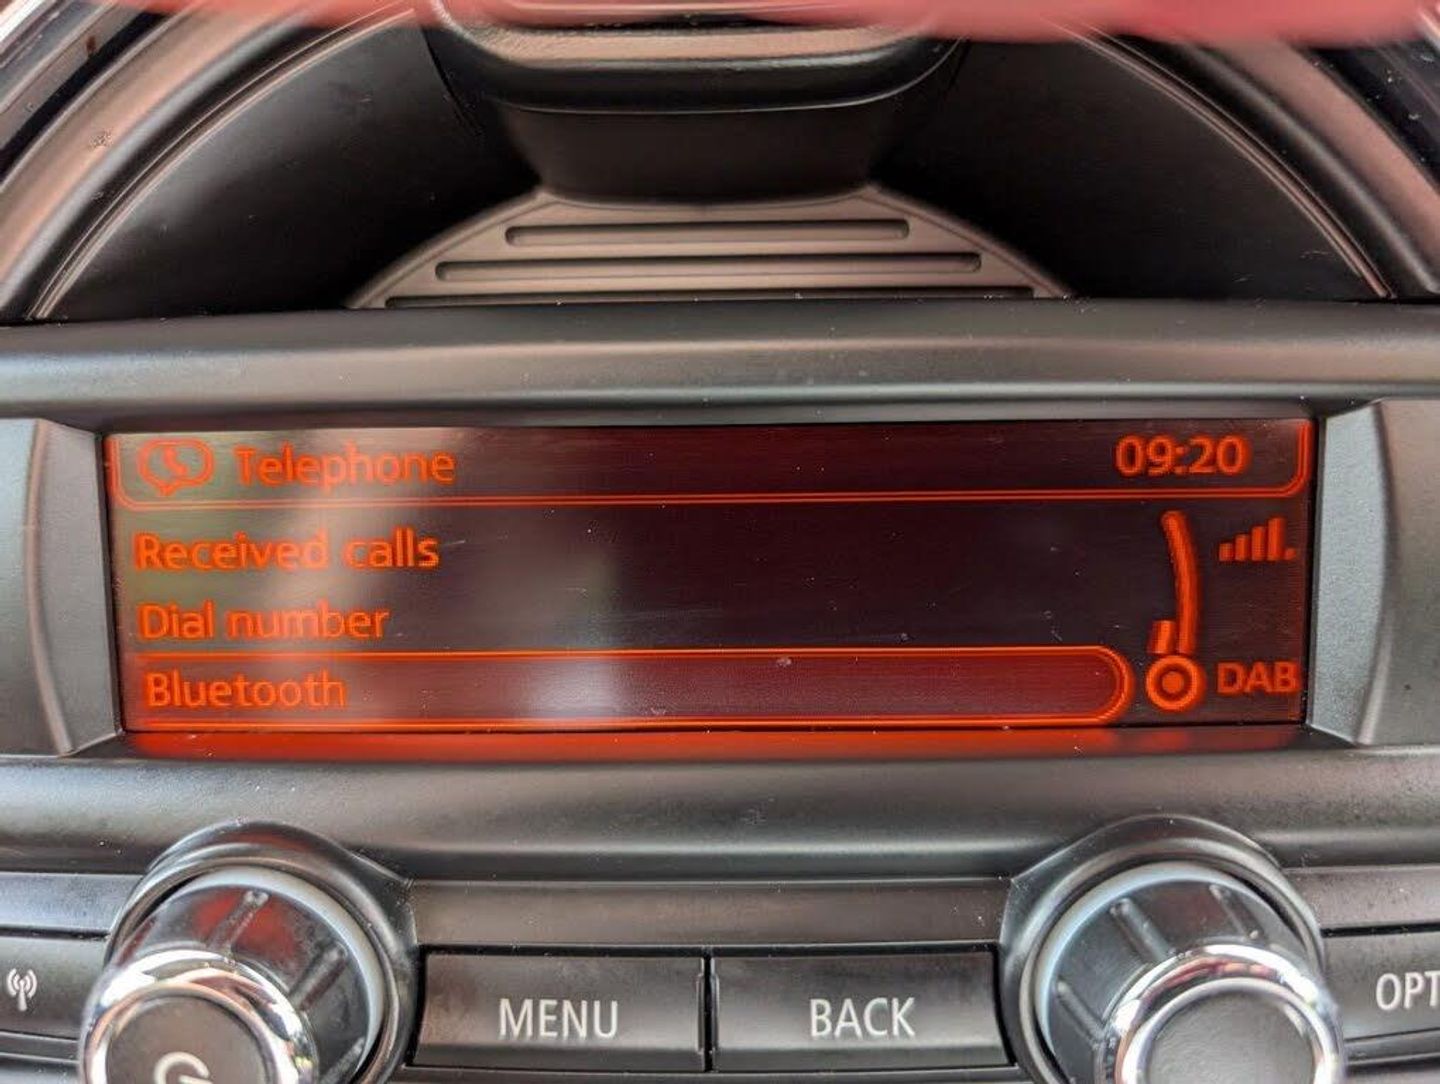 Telephone 09:20
Received calls
Dial number
Bluetooth DAB
MENU BACK OPT